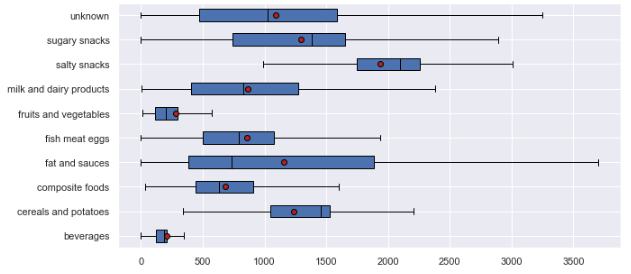 unknown
sugary snacks
salty snacks
milk and dairy products
fruits and vegetables
fish meat eggs
fat and sauces
composite foods
cereals and potatoes
beverages
0 500 1000 1500 2000 2500 3000 3500